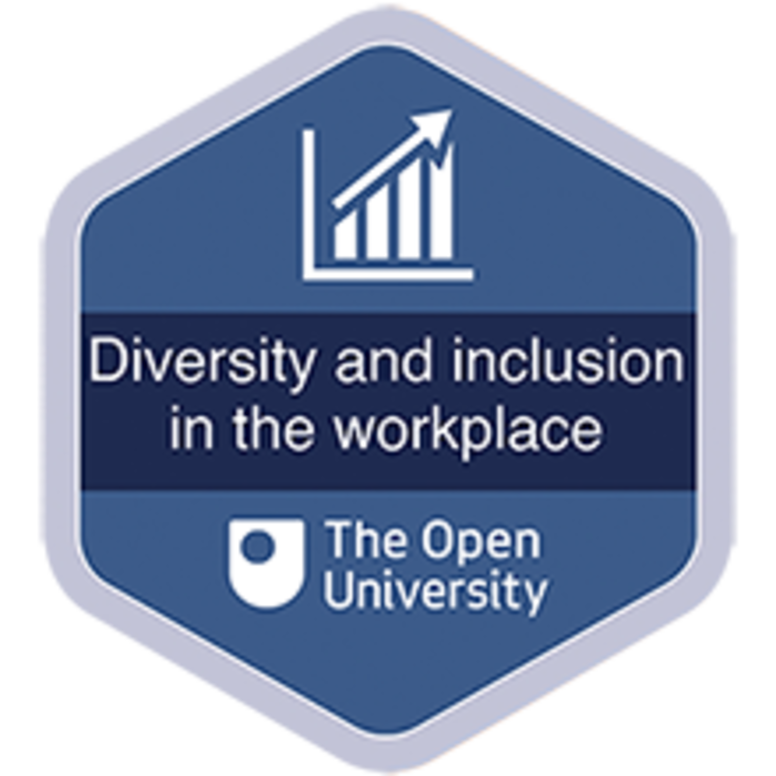 Diversity and inclusion
in the workplace
The Open
University